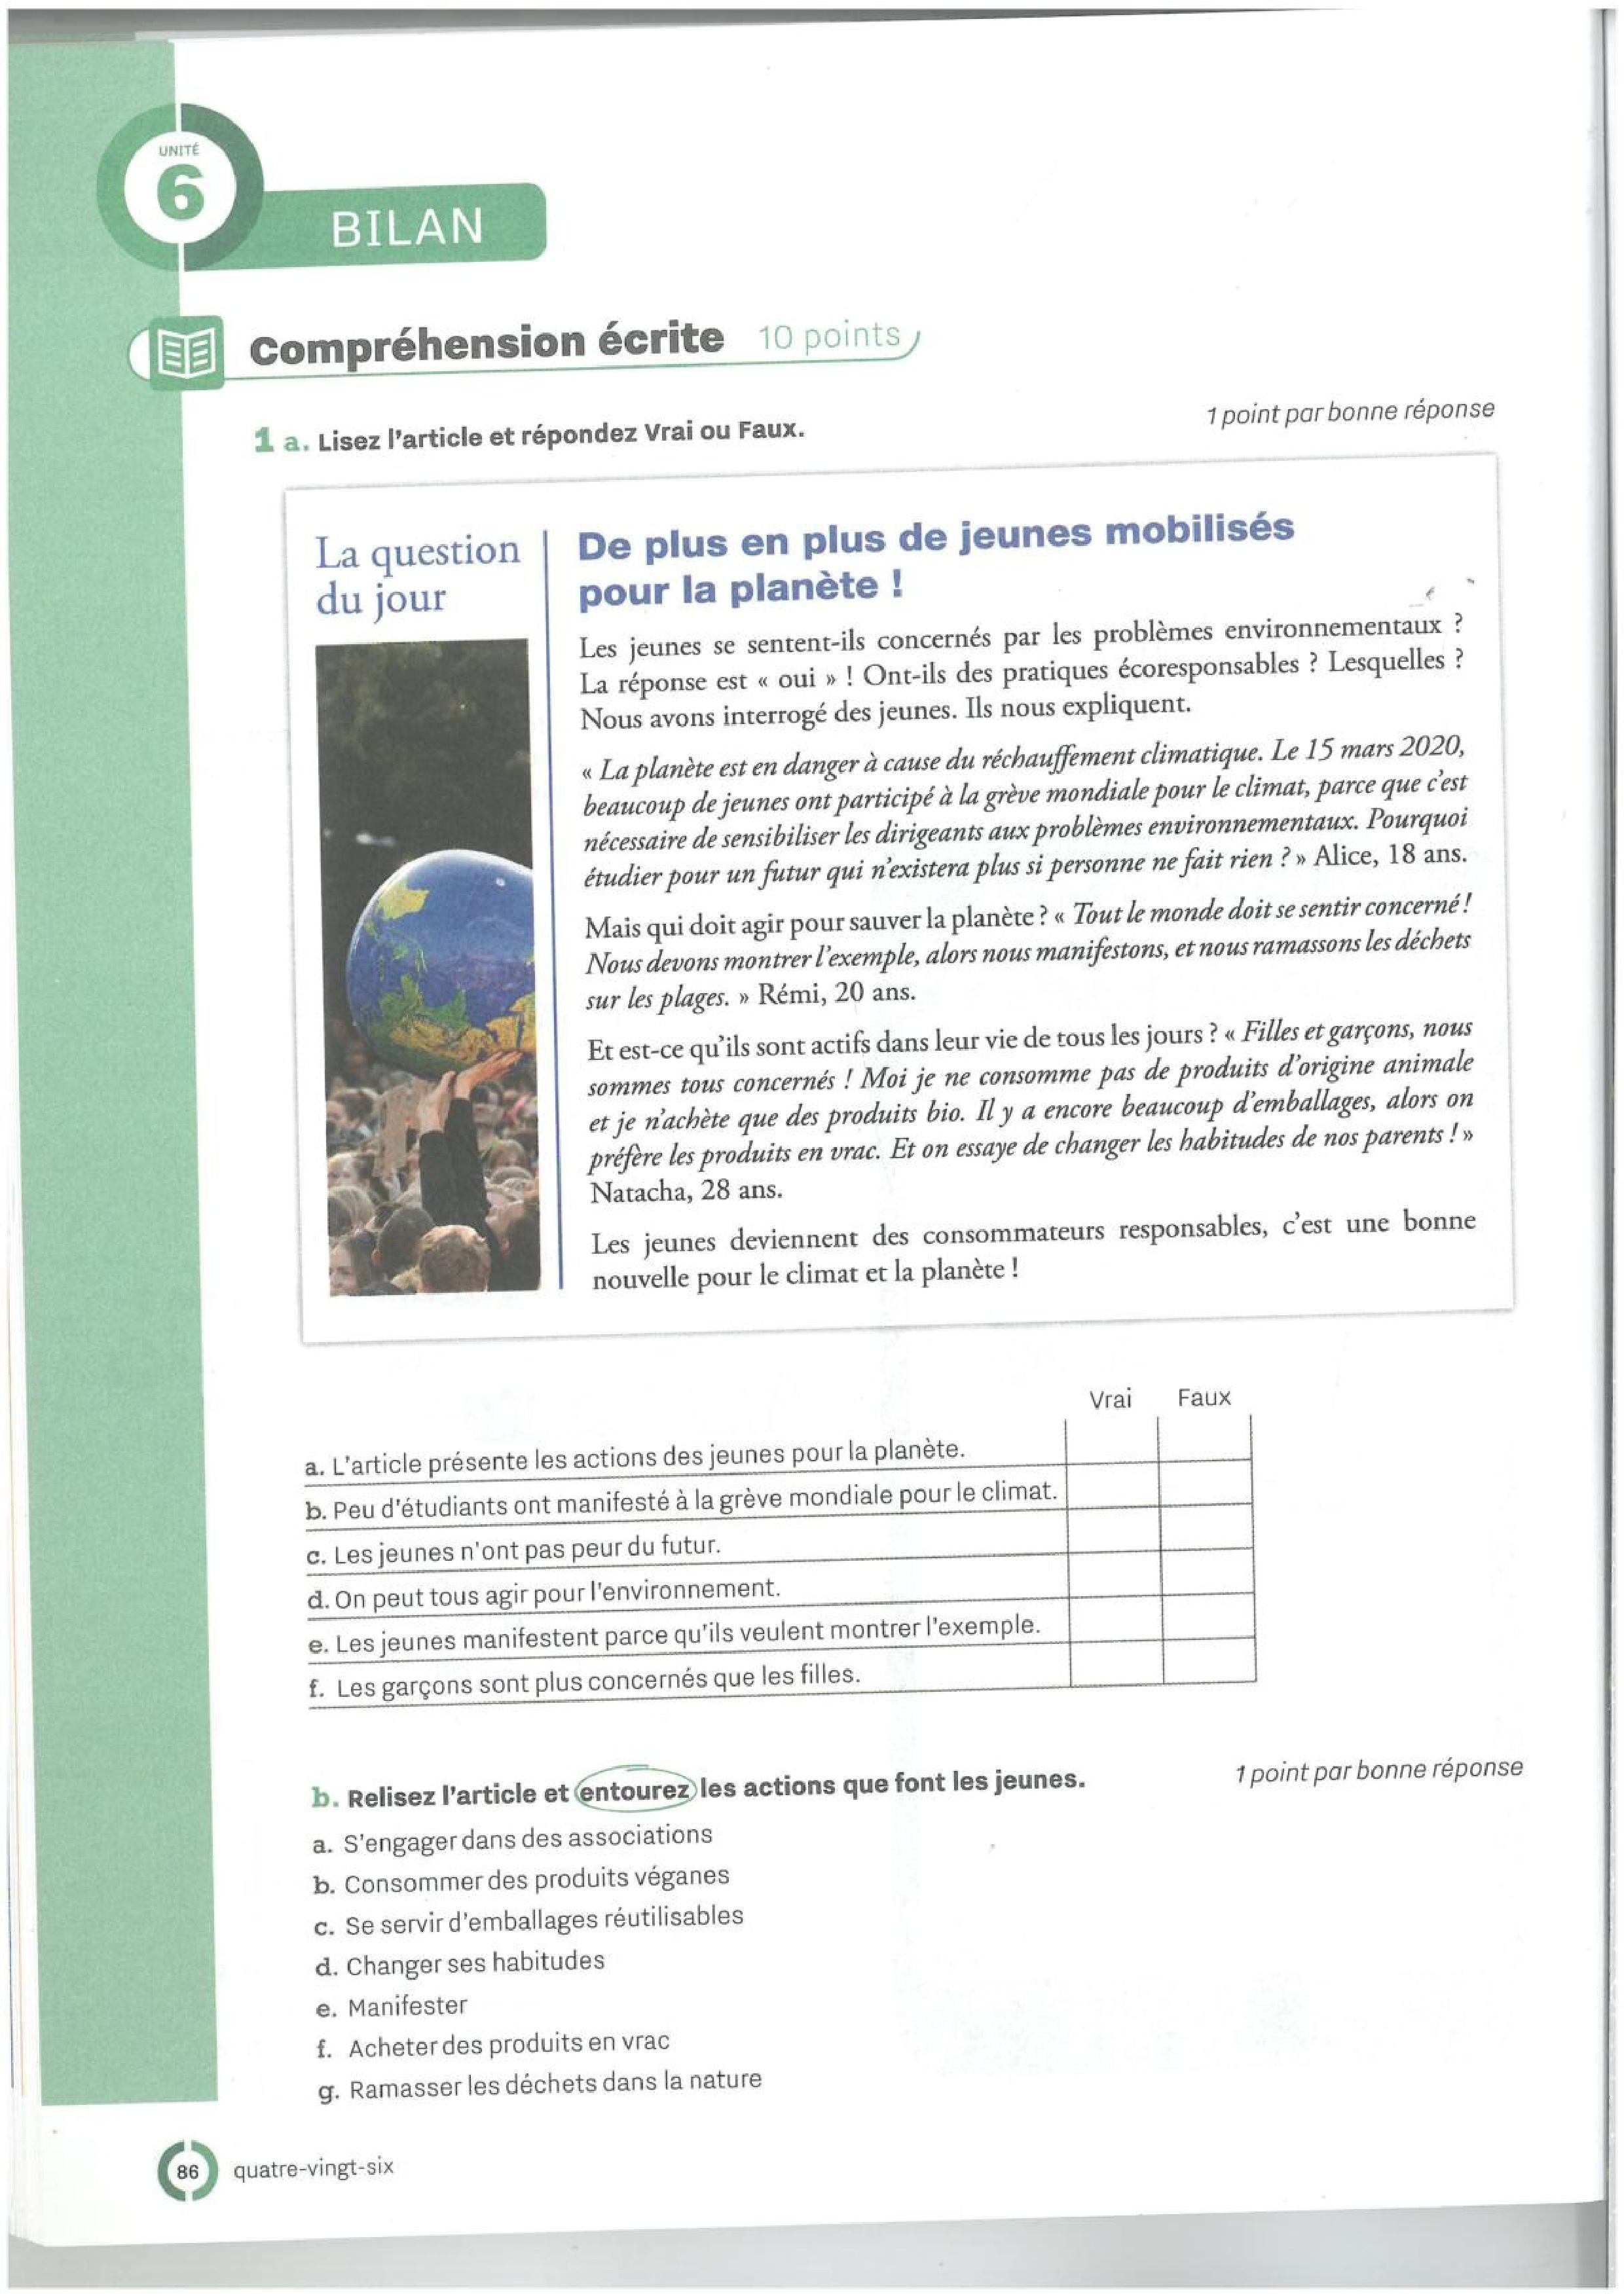 UNITÉ
6
BILAN
Compréhension écrite 10 points
1 point par bonne réponse
1 a. Lisez l'article et répondez Vrai ou Faux.
La question
du jour
De plus en plus de jeunes mobilisés
pour la planète !
Les jeunes se sentent-ils concernés par les problèmes environnementaux ?
La réponse est « oui » ! Ont-ils des pratiques écoresponsables ? Lesquelles ?
Nous avons interrogé des jeunes. Ils nous expliquent.
« La planète est en danger à cause du réchauffement climatique. Le 15 mars 2020,
beaucoup de jeunes ont participé à la grève mondiale pour le climat, parce que c'est
nécessaire de sensibiliser les dirigeants aux problèmes environnementaux. Pourquoi
étudier pour un futur qui n'existera plus si personne ne fait rien ? » Alice, 18 ans.
Mais qui doit agir pour sauver la planète ? « Tout le monde doit se sentir concerné !
Nous devons montrer l'exemple, alors nous manifestons, et nous ramassons les déchets
sur les plages. » Rémi, 20 ans.
Et est-ce qu'ils sont actifs dans leur vie de tous les jours ? « Filles et garçons, nous
sommes tous concernés ! Moi je ne consomme pas de produits d'origine animale
et je n'achète que des produits bio. Il y a encore beaucoup d'emballages, alors on
préfère les produits en vrac. Et on essaye de changer les habitudes de nos parents ! »
Natacha, 28 ans.
Les jeunes deviennent des consommateurs responsables, c'est une bonne
nouvelle pour le climat et la planète !
Vrai Faux
a. L'article présente les actions des jeunes pour la planète.
b. Peu d'étudiants ont manifesté à la grève mondiale pour le climat.
c. Les jeunes n'ont pas peur du futur.
d. On peut tous agir pour l'environnement.
e. Les jeunes manifestent parce qu'ils veulent montrer l'exemple.
f. Les garçons sont plus concernés que les filles.
1 point par bonne réponse
b. Relisez l'article et entourez les actions que font les jeunes.
a. S'engager dans des associations
b. Consommer des produits véganes
c. Se servir d'emballages réutilisables
d. Changer ses habitudes
e. Manifester
f. Acheter des produits en vrac
g. Ramasser les déchets dans la nature
86 quatre-vingt-six